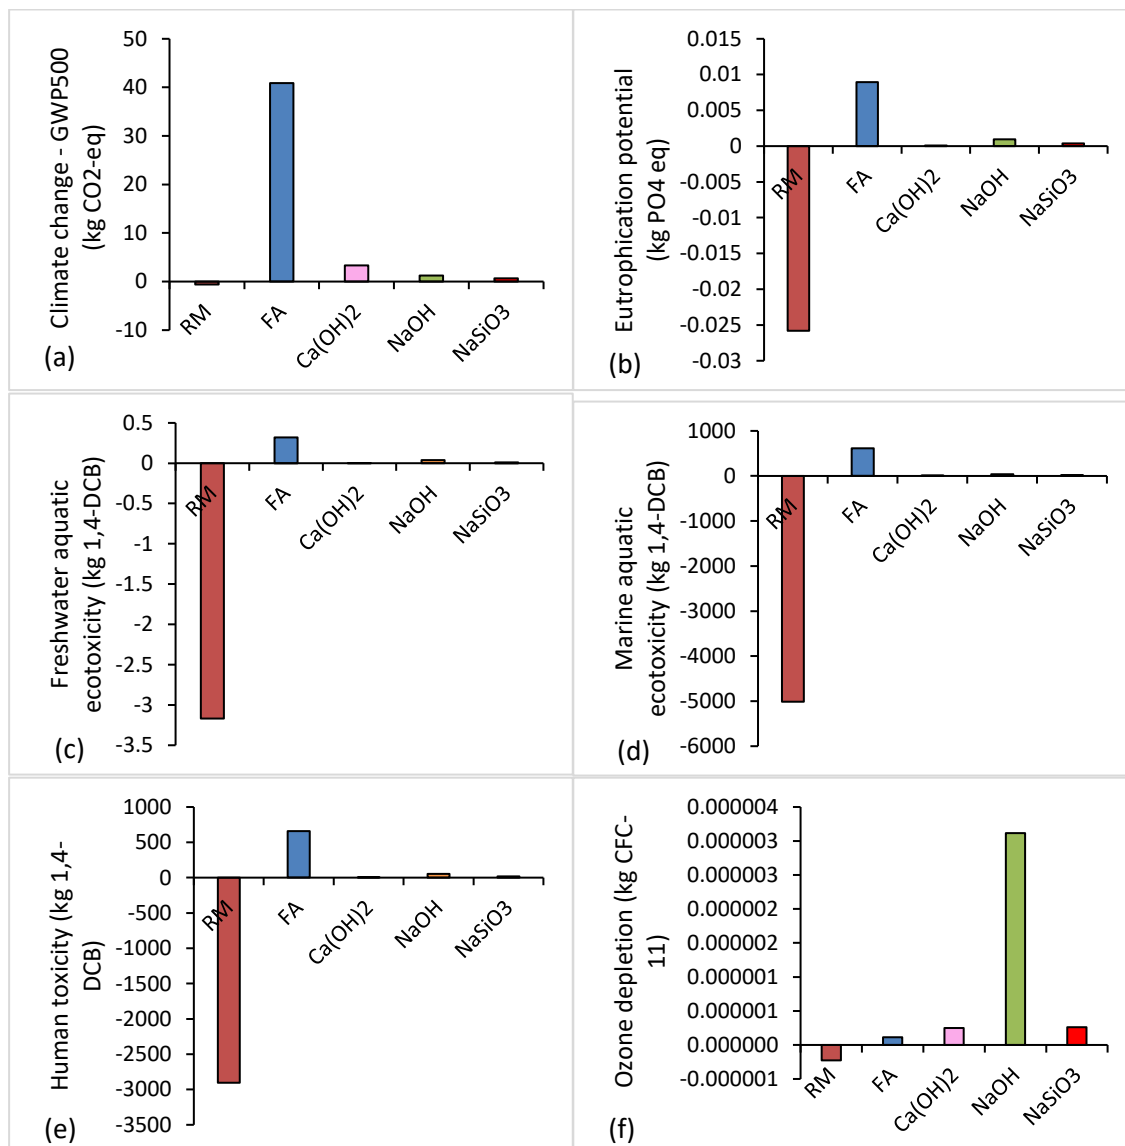 Climate change - GWP500
(kg CO2-eq)
50
40
30
20
10
0
-10
RM
FA
Ca(OH)2
NaOH
NaSiO3
(a)
Eutrophication potential
(kg PO4 eq)
0.015
0.01
0.005
0
-0.005
-0.01
-0.015
-0.02
-0.025
-0.03
RM
FA
Ca(OH)2
NaOH
NaSiO3
(b)
Freshwater aquatic
ecotoxicity (kg 1,4-DCB)
0.5
0
-0.5
-1
-1.5
-2
-2.5
-3
-3.5
RM
FA
Ca(OH)2
NaOH
NaSiO3
(c)
Marine aquatic
ecotoxicity (kg 1,4-DCB)
1000
0
-1000
-2000
-3000
-4000
-5000
-6000
RM
FA
Ca(OH)2
NaOH
NaSiO3
(d)
Human toxicity (kg 1,4-
DCB)
1000
500
0
-500
-1000
-1500
-2000
-2500
-3000
-3500
RM
FA
Ca(OH)2
NaOH
NaSiO3
(e)
Ozone depletion (kg CFC-
11)
0.000004
0.000003
0.000003
0.000002
0.000002
0.000001
0.000001
0.000000
-0.000001
RM
FA
Ca(OH)2
NaOH
NaSiO3
(f)